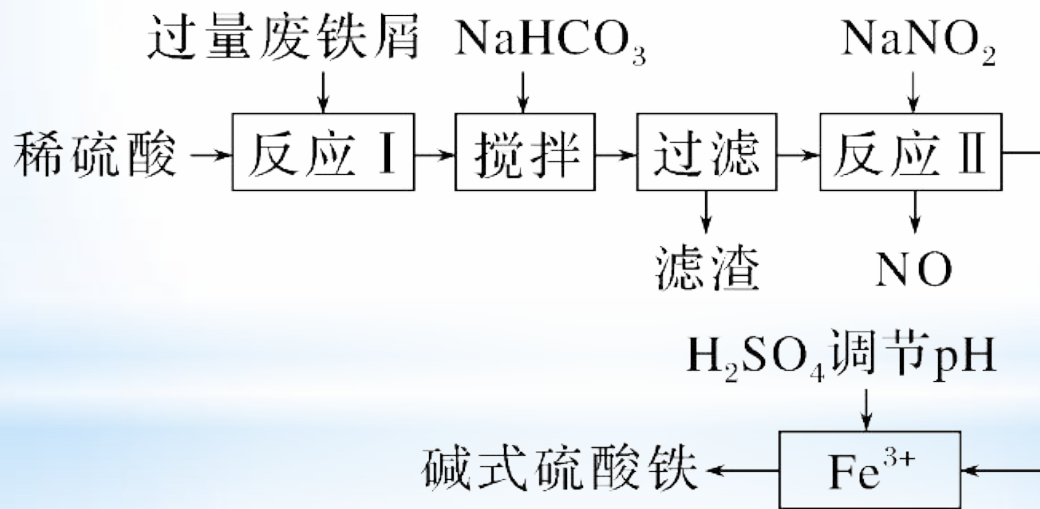 过量废铁屑 NaHCO₃ NaNO₂
稀硫酸 反应Ⅰ 搅拌 过滤 反应Ⅱ
滤渣 NO
H₂SO₄调节pH
碱式硫酸铁 Fe³⁺